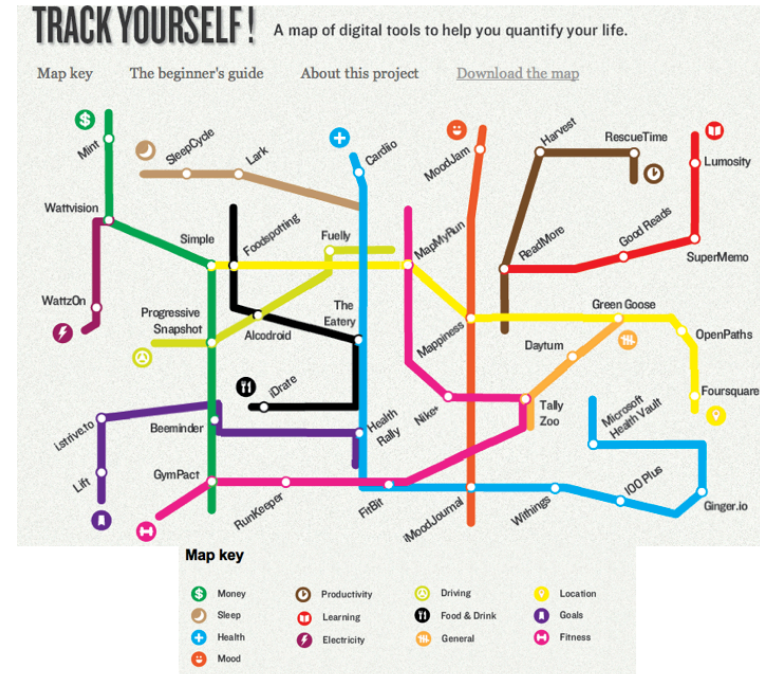 TRACK YOURSELF!
A map of digital tools to help you quantify your life.
Map key
The beginner's guide
About this project
Download the map
Mint
SleepCycle
Lark
Cardiio
MoodJam
Harvest
RescueTime
Lumosity
Wattvision
Simple
Foodspotting
Fuelly
MapMyRun
ReadMore
Good Reads
SuperMemo
WattzOn
Progressive
Snapshot
Alcodroid
The
Eatery
Mappiness
Green Goose
Daytum
OpenPaths
iDrate
Foursquare
Istrive.to
Beeminder
Health
Rally
Nike+
Tally
Zoo
Microsoft
Health Vault
Lift
GymPact
RunKeeper
FitBit
iMoodJournal
Withings
100 Plus
Ginger.io
Map key
Money
Sleep
Health
Mood
Productivity
Learning
Electricity
Driving
Food & Drink
General
Location
Goals
Fitness